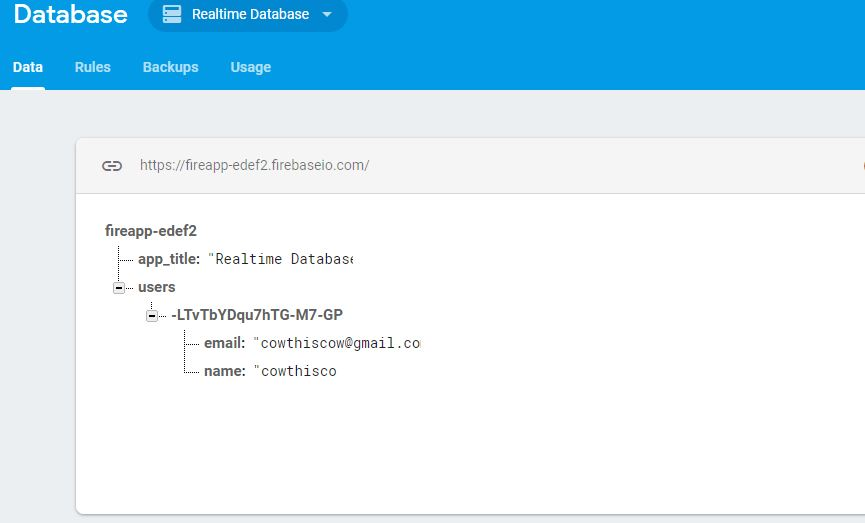 Database Realtime Database
Data Rules Backups Usage
https://fireapp-edef2.firebaseio.com/
fireapp-edef2
app_title: "Realtime Database
users
-LTvTbYDqu7hTG-M7-GP
email: "cowthiscow@gmail.co
name: "cowthisco